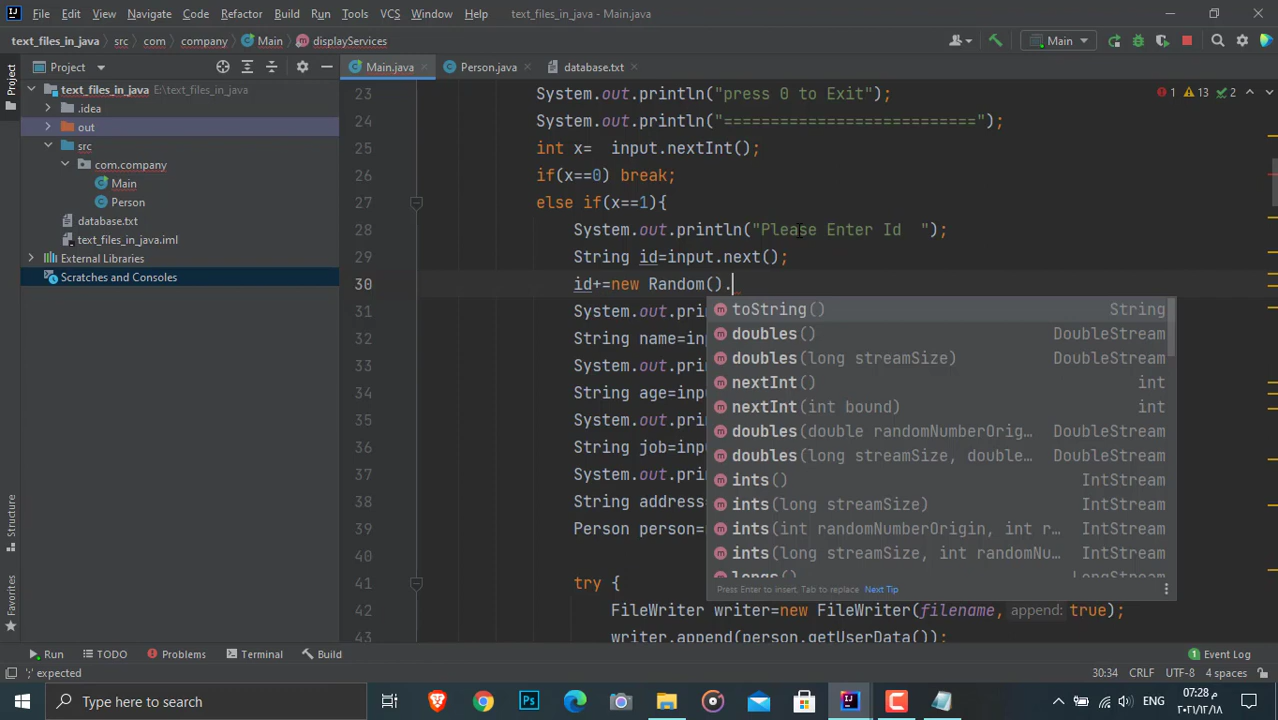 File Edit View Navigate Code Refactor Build Run Tools VCS Window Help text_files_in_java - Main.java
text_files_in_java src com company Main displayServices Main
Project Main.java Person.java database.txt
Project
text_files_in_java E:\text_files_in_java
.idea
out
src
com.company
Main
Person
database.txt
text_files_in_java.iml
External Libraries
Scratches and Consoles
1 13 2
23 System.out.println("press 0 to Exit");
24 System.out.println("===========================");
25 int x= input.nextInt();
26 if(x==0) break;
27 else if(x==1){
28 System.out.println("Please Enter Id ");
29 String id=input.next();
30 id+=new Random().
31 System.out.pri
32 String name=inp
33 System.out.pri
34 String age=inpu
35 System.out.pri
36 String job=inpu
37 System.out.pri
38 String address=
39 Person person=
40
41 try {
42 FileWriter writer=new FileWriter(filename, append: true);
43 writer.append(person.getUserData());
toString() String
doubles() DoubleStream
doubles(long streamSize) DoubleStream
nextInt() int
nextInt(int bound) int
doubles(double randomNumberOrig… DoubleStream
doubles(long streamSize, double… DoubleStream
ints() IntStream
ints(long streamSize) IntStream
ints(int randomNumberOrigin, int r… IntStream
ints(long streamSize, int randomNu… IntStream
longs() LongStream
Press Enter to insert, Tab to replace Next Tip
Structure
Favorites
Run TODO Problems Terminal Build 1 Event Log
';' expected 30:34 CRLF UTF-8 4 spaces
Type here to search ENG 07:28 م
٢٠٢١/١٢/١٨